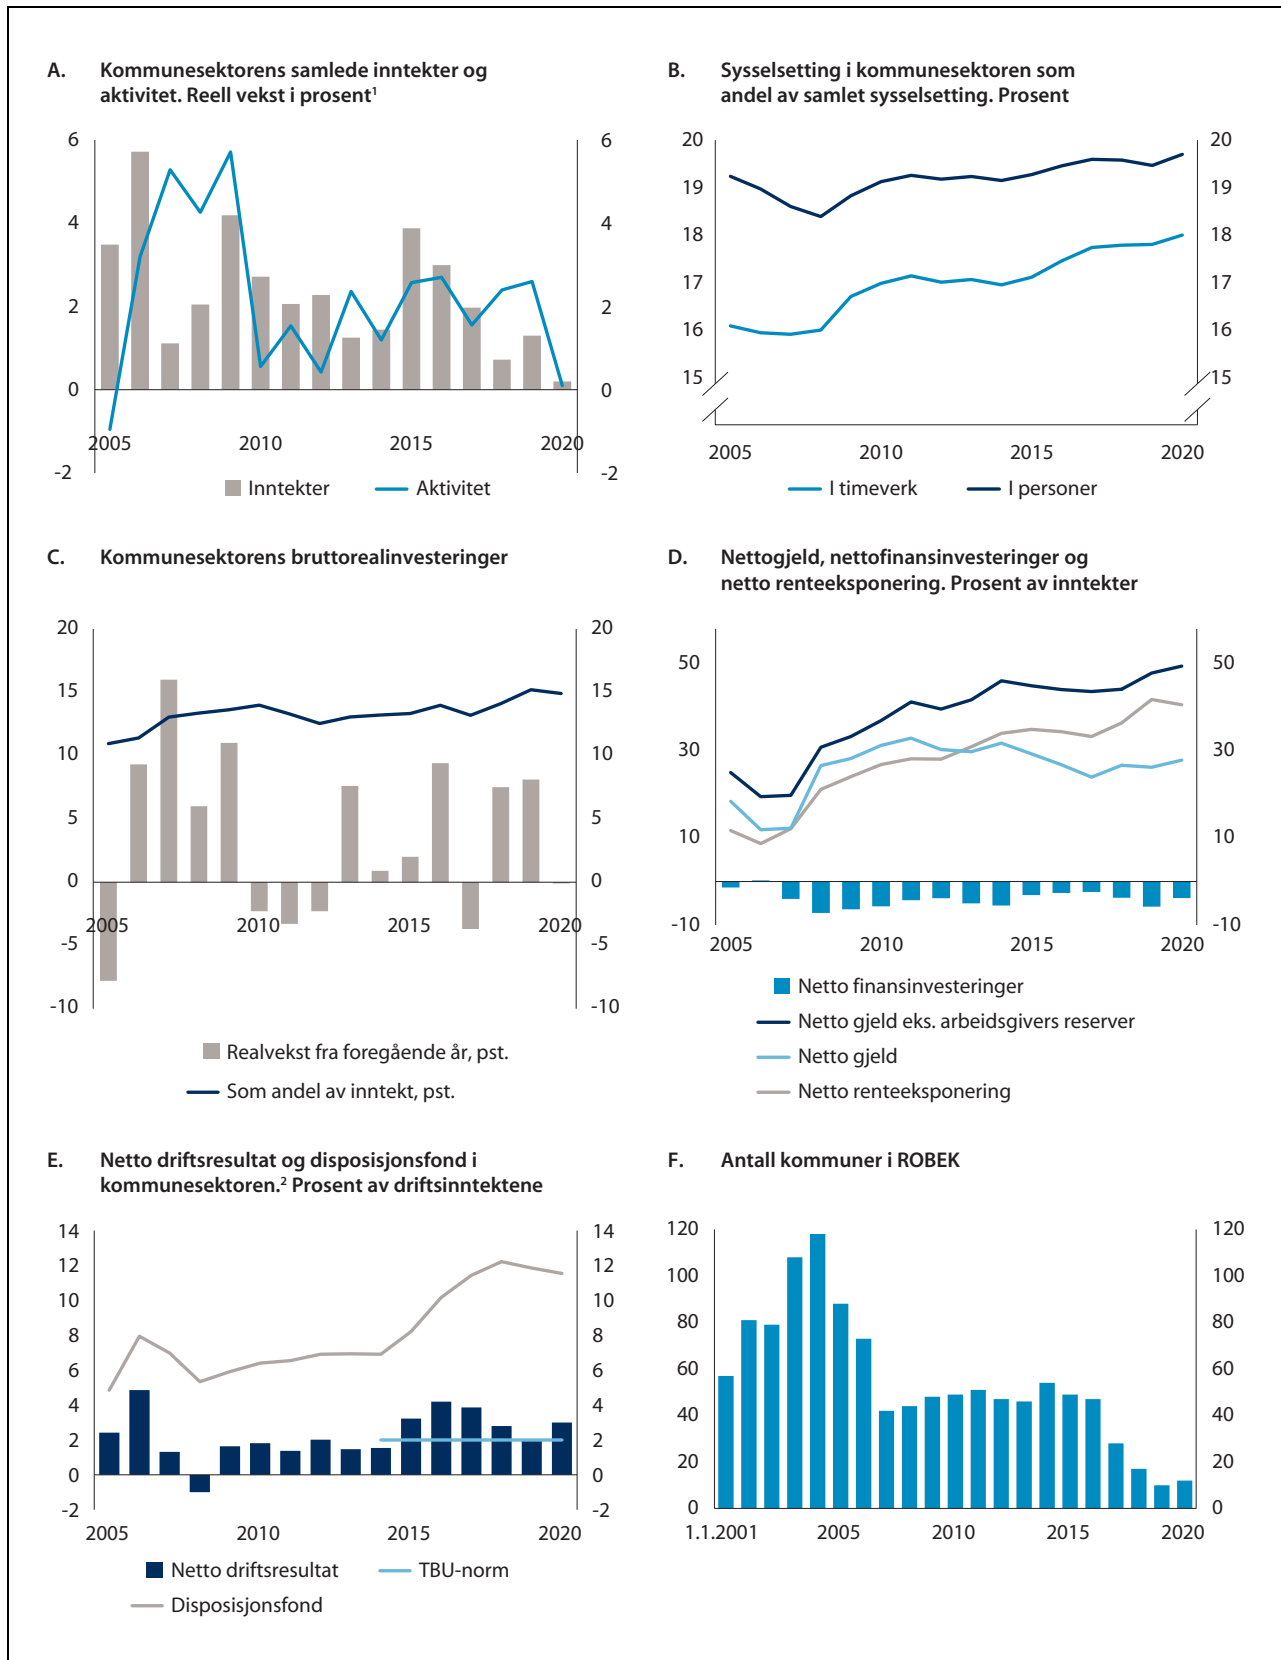 A. Kommunesektorens samlede inntekter og
aktivitet. Reell vekst i prosent¹
6 6
4 4
2 2
0 0
-2 -2
2005 2010 2015 2020
Inntekter Aktivitet
B. Sysselsetting i kommunesektoren som
andel av samlet sysselsetting. Prosent
20 20
19 19
18 18
17 17
16 16
15 15
2005 2010 2015 2020
I timeverk I personer
C. Kommunesektorens bruttorealinvesteringer
20 20
15 15
10 10
5 5
0 0
-5 -5
-10 -10
2005 2010 2015 2020
Realvekst fra foregående år, pst.
Som andel av inntekt, pst.
D. Nettogjeld, nettofinansinvesteringer og
netto renteeksponering. Prosent av inntekter
50 50
30 30
10 10
-10 -10
2005 2010 2015 2020
Netto finansinvesteringer
Netto gjeld eks. arbeidsgivers reserver
Netto gjeld
Netto renteeksponering
E. Netto driftsresultat og disposisjonsfond i
kommunesektoren.² Prosent av driftsinntektene
14 14
12 12
10 10
8 8
6 6
4 4
2 2
0 0
-2 -2
2005 2010 2015 2020
Netto driftsresultat TBU-norm
Disposisjonsfond
F. Antall kommuner i ROBEK
120 120
100 100
80 80
60 60
40 40
20 20
0 0
1.1.2001 2005 2010 2015 2020